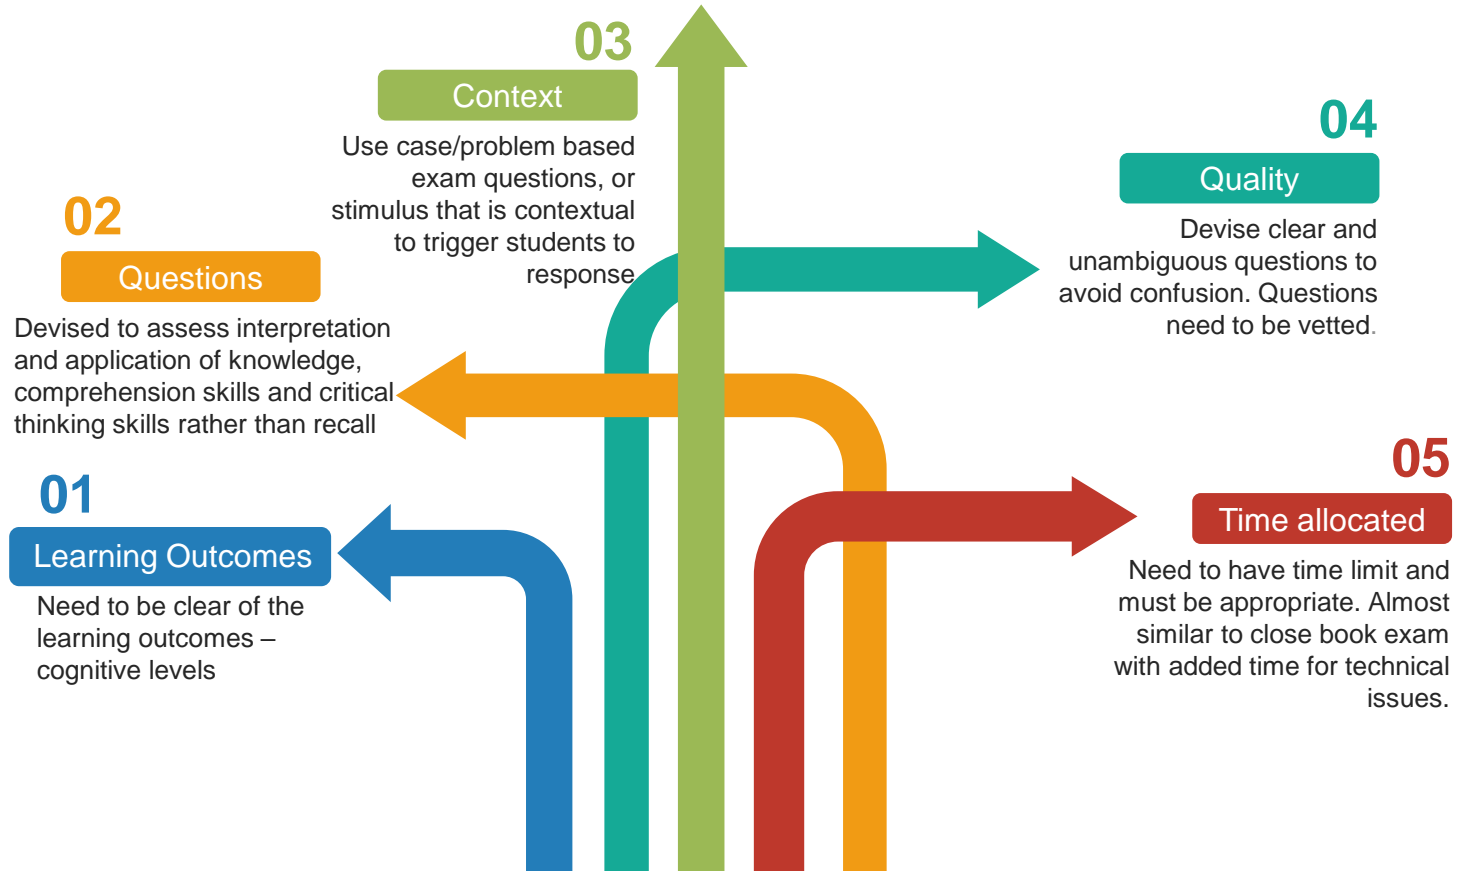 01
Learning Outcomes
Need to be clear of the
learning outcomes –
cognitive levels
02
Questions
Devised to assess interpretation
and application of knowledge,
comprehension skills and critical
thinking skills rather than recall
03
Context
Use case/problem based
exam questions, or
stimulus that is contextual
to trigger students to
response
04
Quality
Devise clear and
unambiguous questions to
avoid confusion. Questions
need to be vetted.
05
Time allocated
Need to have time limit and
must be appropriate. Almost
similar to close book exam
with added time for technical
issues.